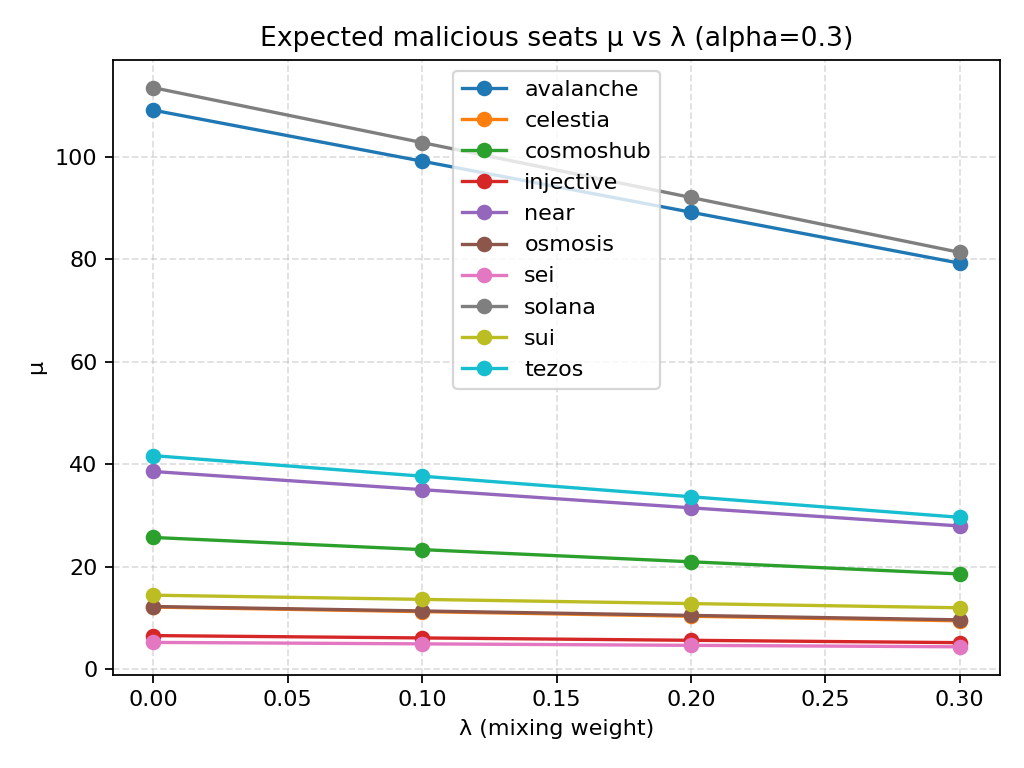 Expected malicious seats μ vs λ (alpha=0.3)
avalanche
celestia
cosmoshub
injective
near
osmosis
sei
solana
sui
tezos
μ
100
80
60
40
20
0
0.00 0.05 0.10 0.15 0.20 0.25 0.30
λ (mixing weight)